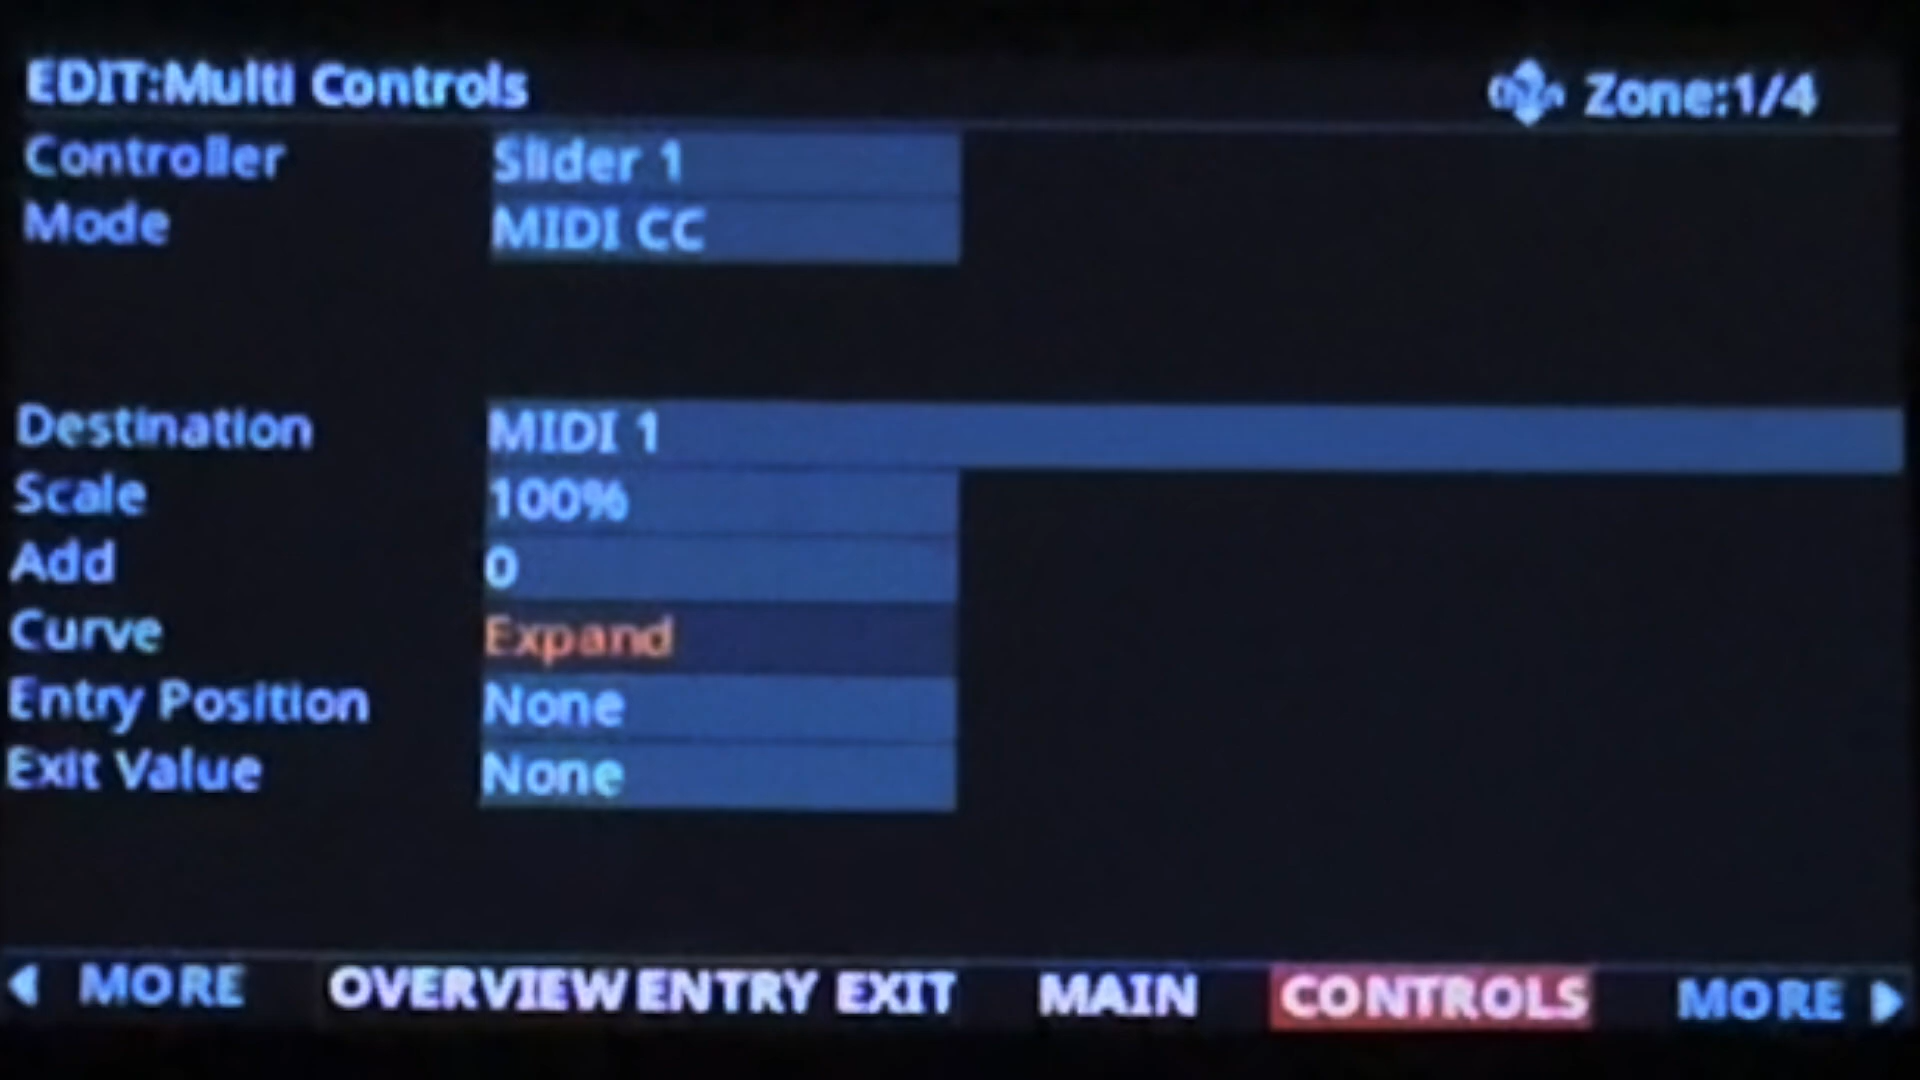 EDIT:Multi Controls Zone:1/4
Controller Slider 1
Mode MIDI CC
Destination MIDI 1
Scale 100%
Add 0
Curve Expand
Entry Position None
Exit Value None
MORE OVERVIEW ENTRY EXIT MAIN CONTROLS MORE